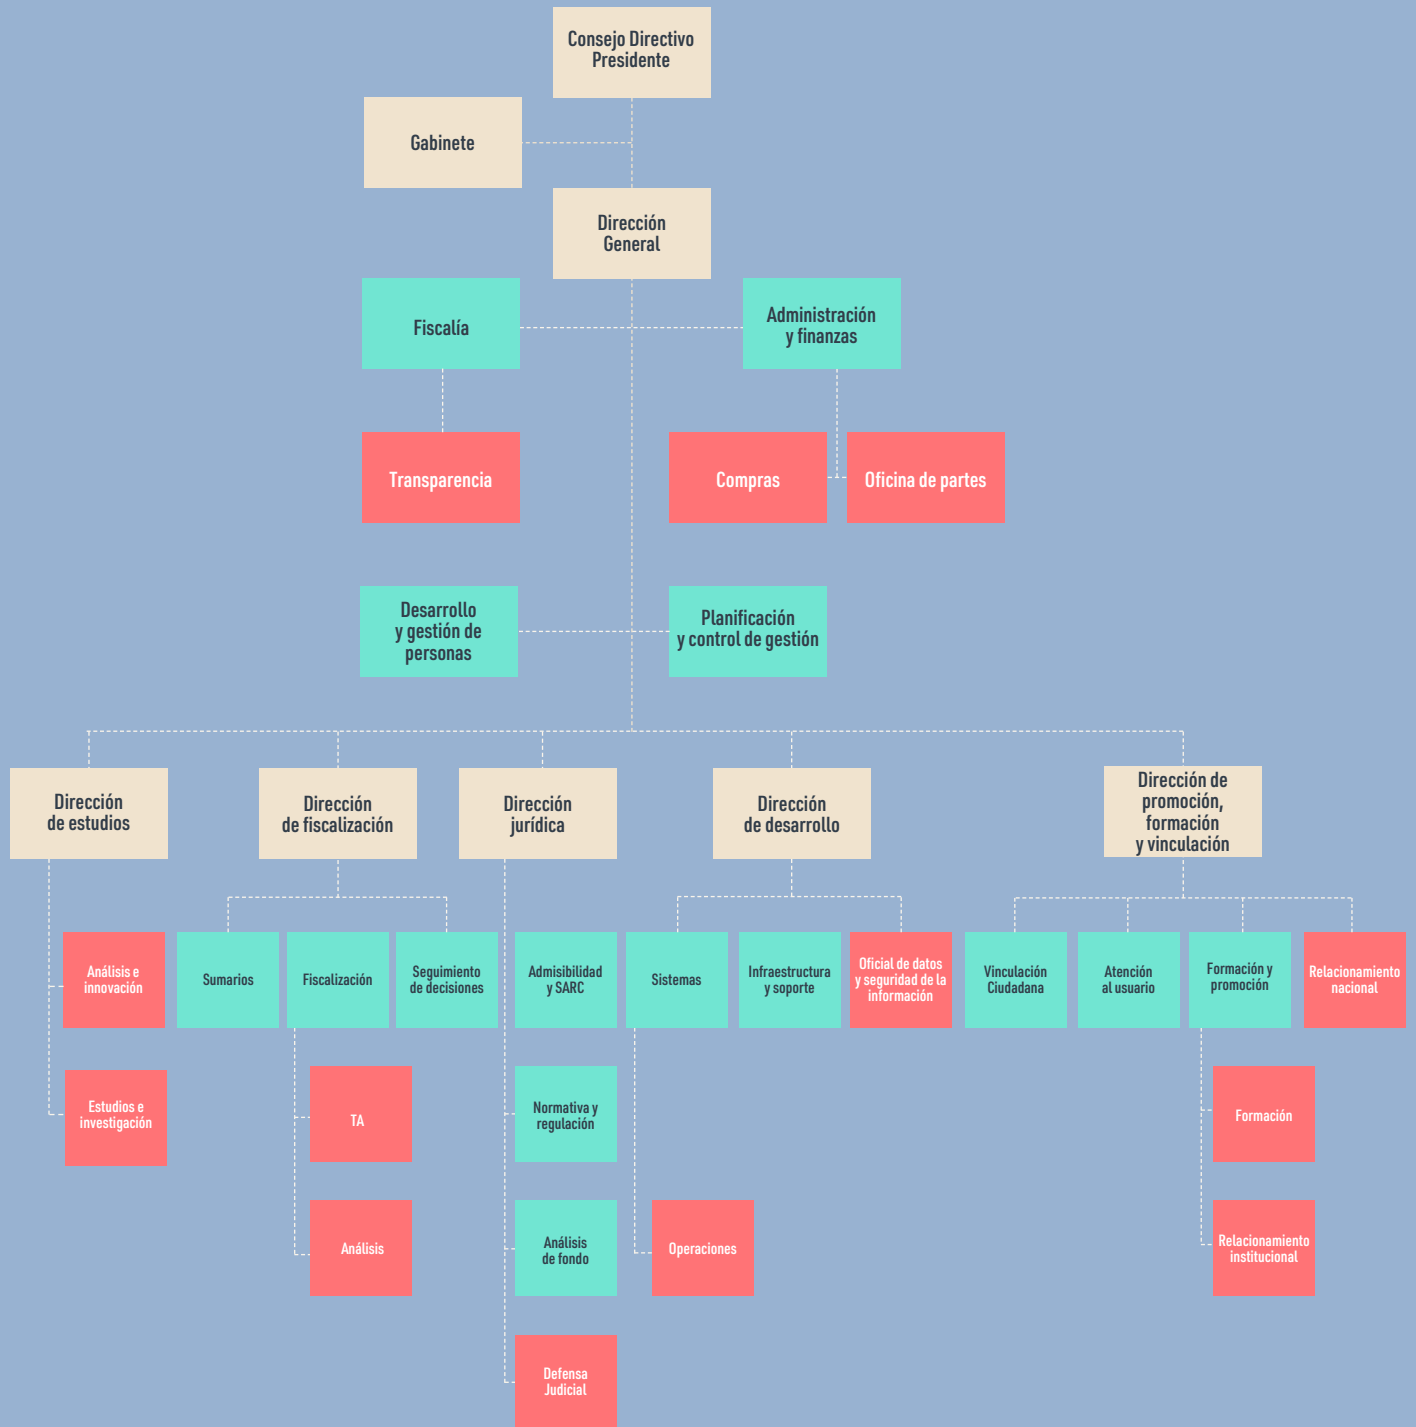 Consejo Directivo
Presidente
Gabinete
Dirección
General
Fiscalía
Administración
y finanzas
Transparencia
Compras
Oficina de partes
Desarrollo
y gestión de
personas
Planificación
y control de gestión
Dirección
de estudios
Dirección
de fiscalización
Dirección
jurídica
Dirección
de desarrollo
Dirección de
promoción,
formación
y vinculación
Análisis e
innovación
Sumarios
Fiscalización
Seguimiento
de decisiones
Admisibilidad
y SARC
Sistemas
Infraestructura
y soporte
Oficial de datos
y seguridad de la
información
Vinculación
Ciudadana
Atención
al usuario
Formación y
promoción
Relacionamiento
nacional
Estudios e
investigación
TA
Normativa y
regulación
Formación
Análisis
Análisis
de fondo
Operaciones
Relacionamiento
institucional
Defensa
Judicial